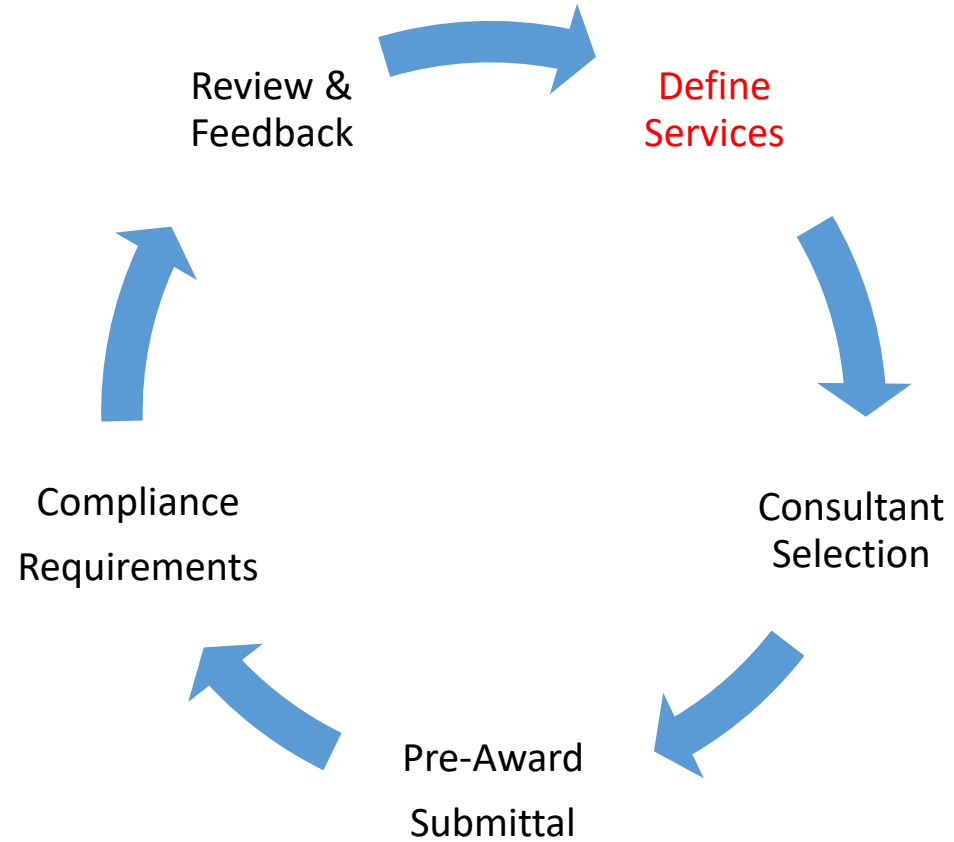 Review &
Feedback
Define
Services
Consultant
Selection
Pre-Award
Submittal
Compliance
Requirements